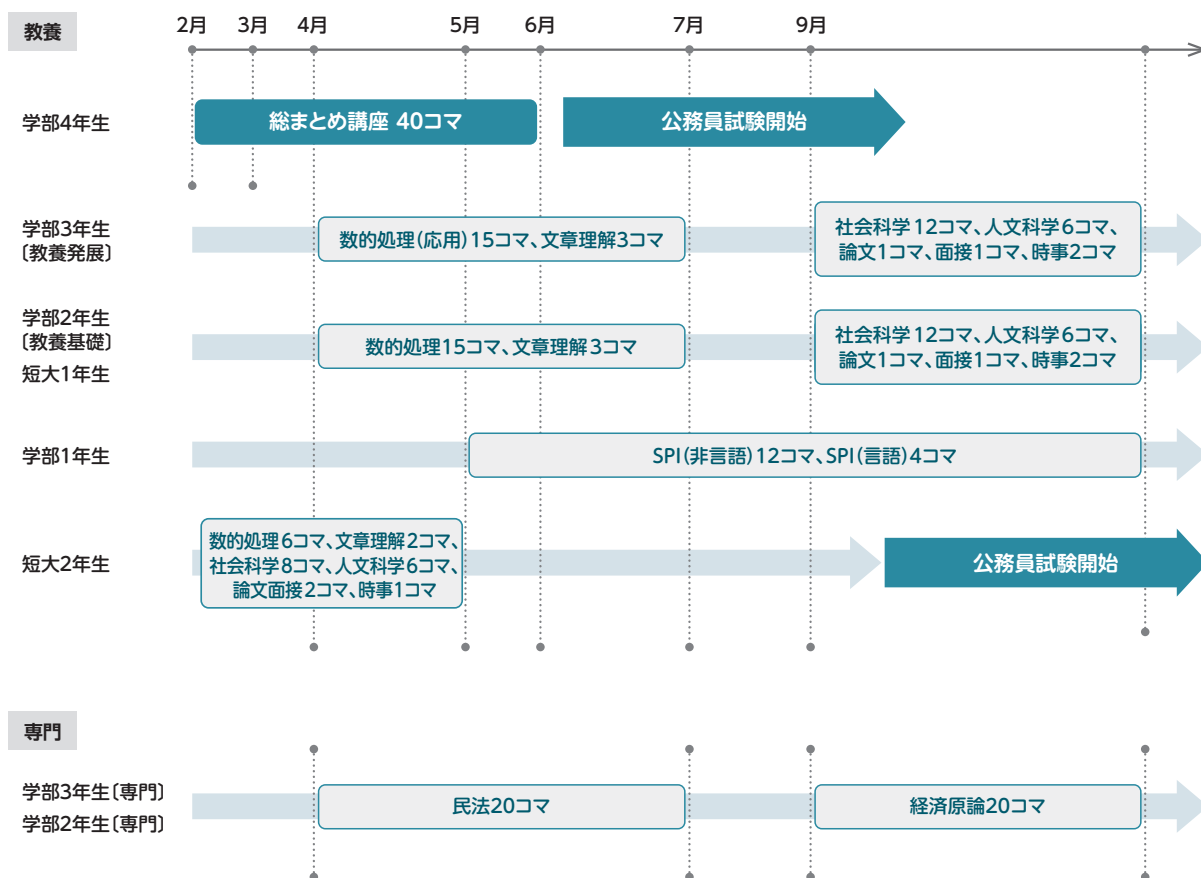 教養
2月 3月 4月 5月 6月 7月 9月
学部4年生
総まとめ講座 40コマ
公務員試験開始
学部3年生
〔教養発展〕
数的処理(応用)15コマ、文章理解3コマ
社会科学12コマ、人文科学6コマ、
論文1コマ、面接1コマ、時事2コマ
学部2年生
〔教養基礎〕
短大1年生
数的処理15コマ、文章理解3コマ
社会科学12コマ、人文科学6コマ、
論文1コマ、面接1コマ、時事2コマ
学部1年生
SPI(非言語)12コマ、SPI(言語)4コマ
短大2年生
数的処理6コマ、文章理解2コマ、
社会科学8コマ、人文科学6コマ、
論文面接2コマ、時事1コマ
公務員試験開始
専門
学部3年生〔専門〕
学部2年生〔専門〕
民法20コマ
経済原論20コマ